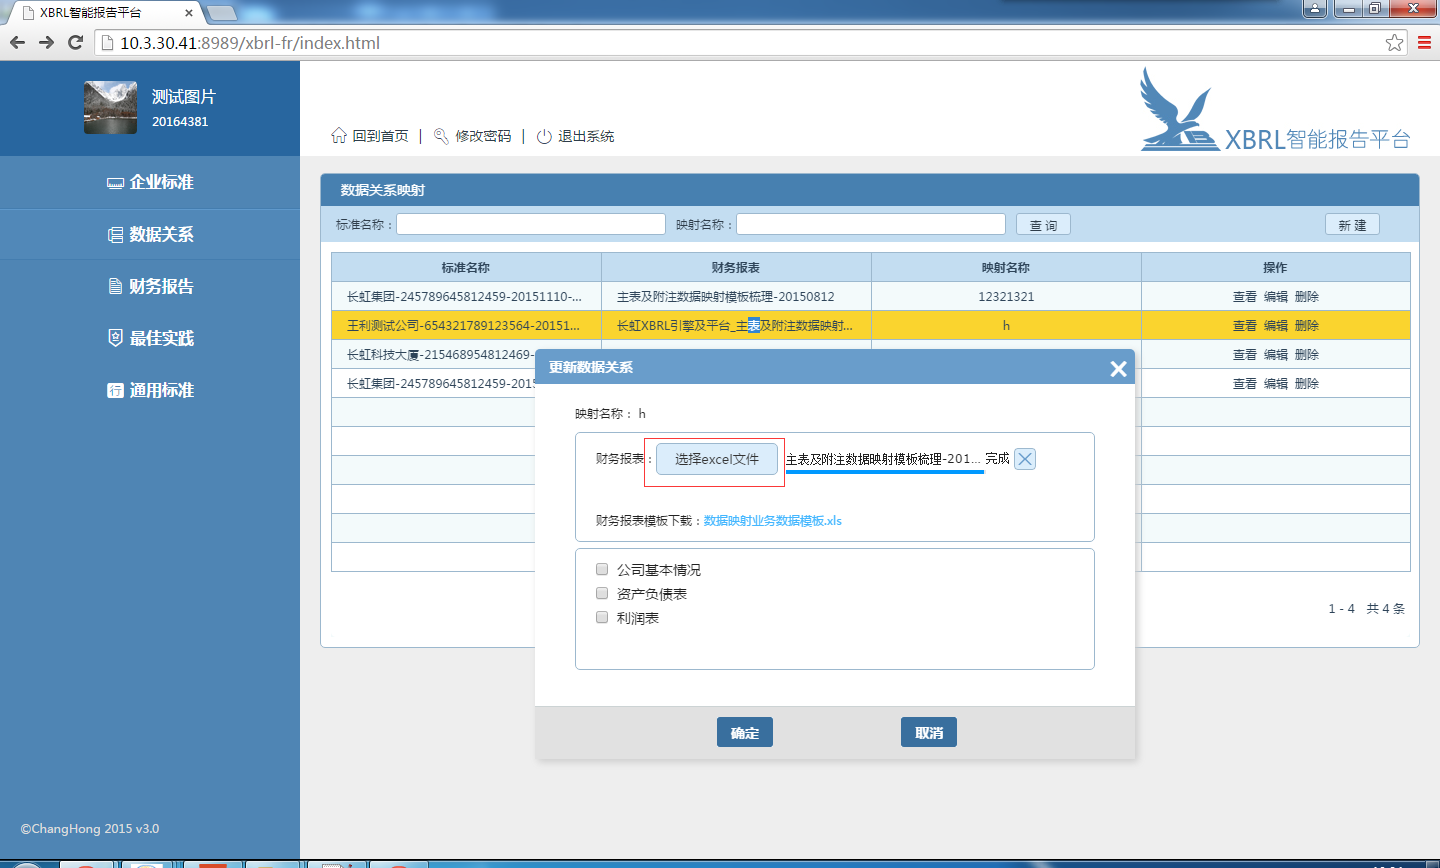 XBRL智能报告平台
10.3.30.41:8989/xbrl-fr/index.html
测试图片
20164381
回到首页 | 修改密码 | 退出系统
XBRL智能报告平台
企业标准
数据关系
财务报告
最佳实践
行 通用标准
数据关系映射
标准名称： 映射名称： 查 询 新 建
标准名称 财务报表 映射名称 操作
长虹集团-245789645812459-20151110-... 主表及附注数据映射模板梳理-20150812 12321321 查看 编辑 删除
王利测试公司-654321789123564-20151... 长虹XBRL引擎及平台_主表及附注数据映射... h 查看 编辑 删除
长虹科技大厦-215468954812469- 查看 编辑 删除
长虹集团-245789645812459-2015 查看 编辑 删除
更新数据关系
映射名称： h
财务报表： 选择excel文件 主表及附注数据映射模板梳理-201... 完成
财务报表模板下载：数据映射业务数据模板.xls
公司基本情况
资产负债表
利润表
确定 取消
1 - 4 共 4 条
©ChangHong 2015 v3.0